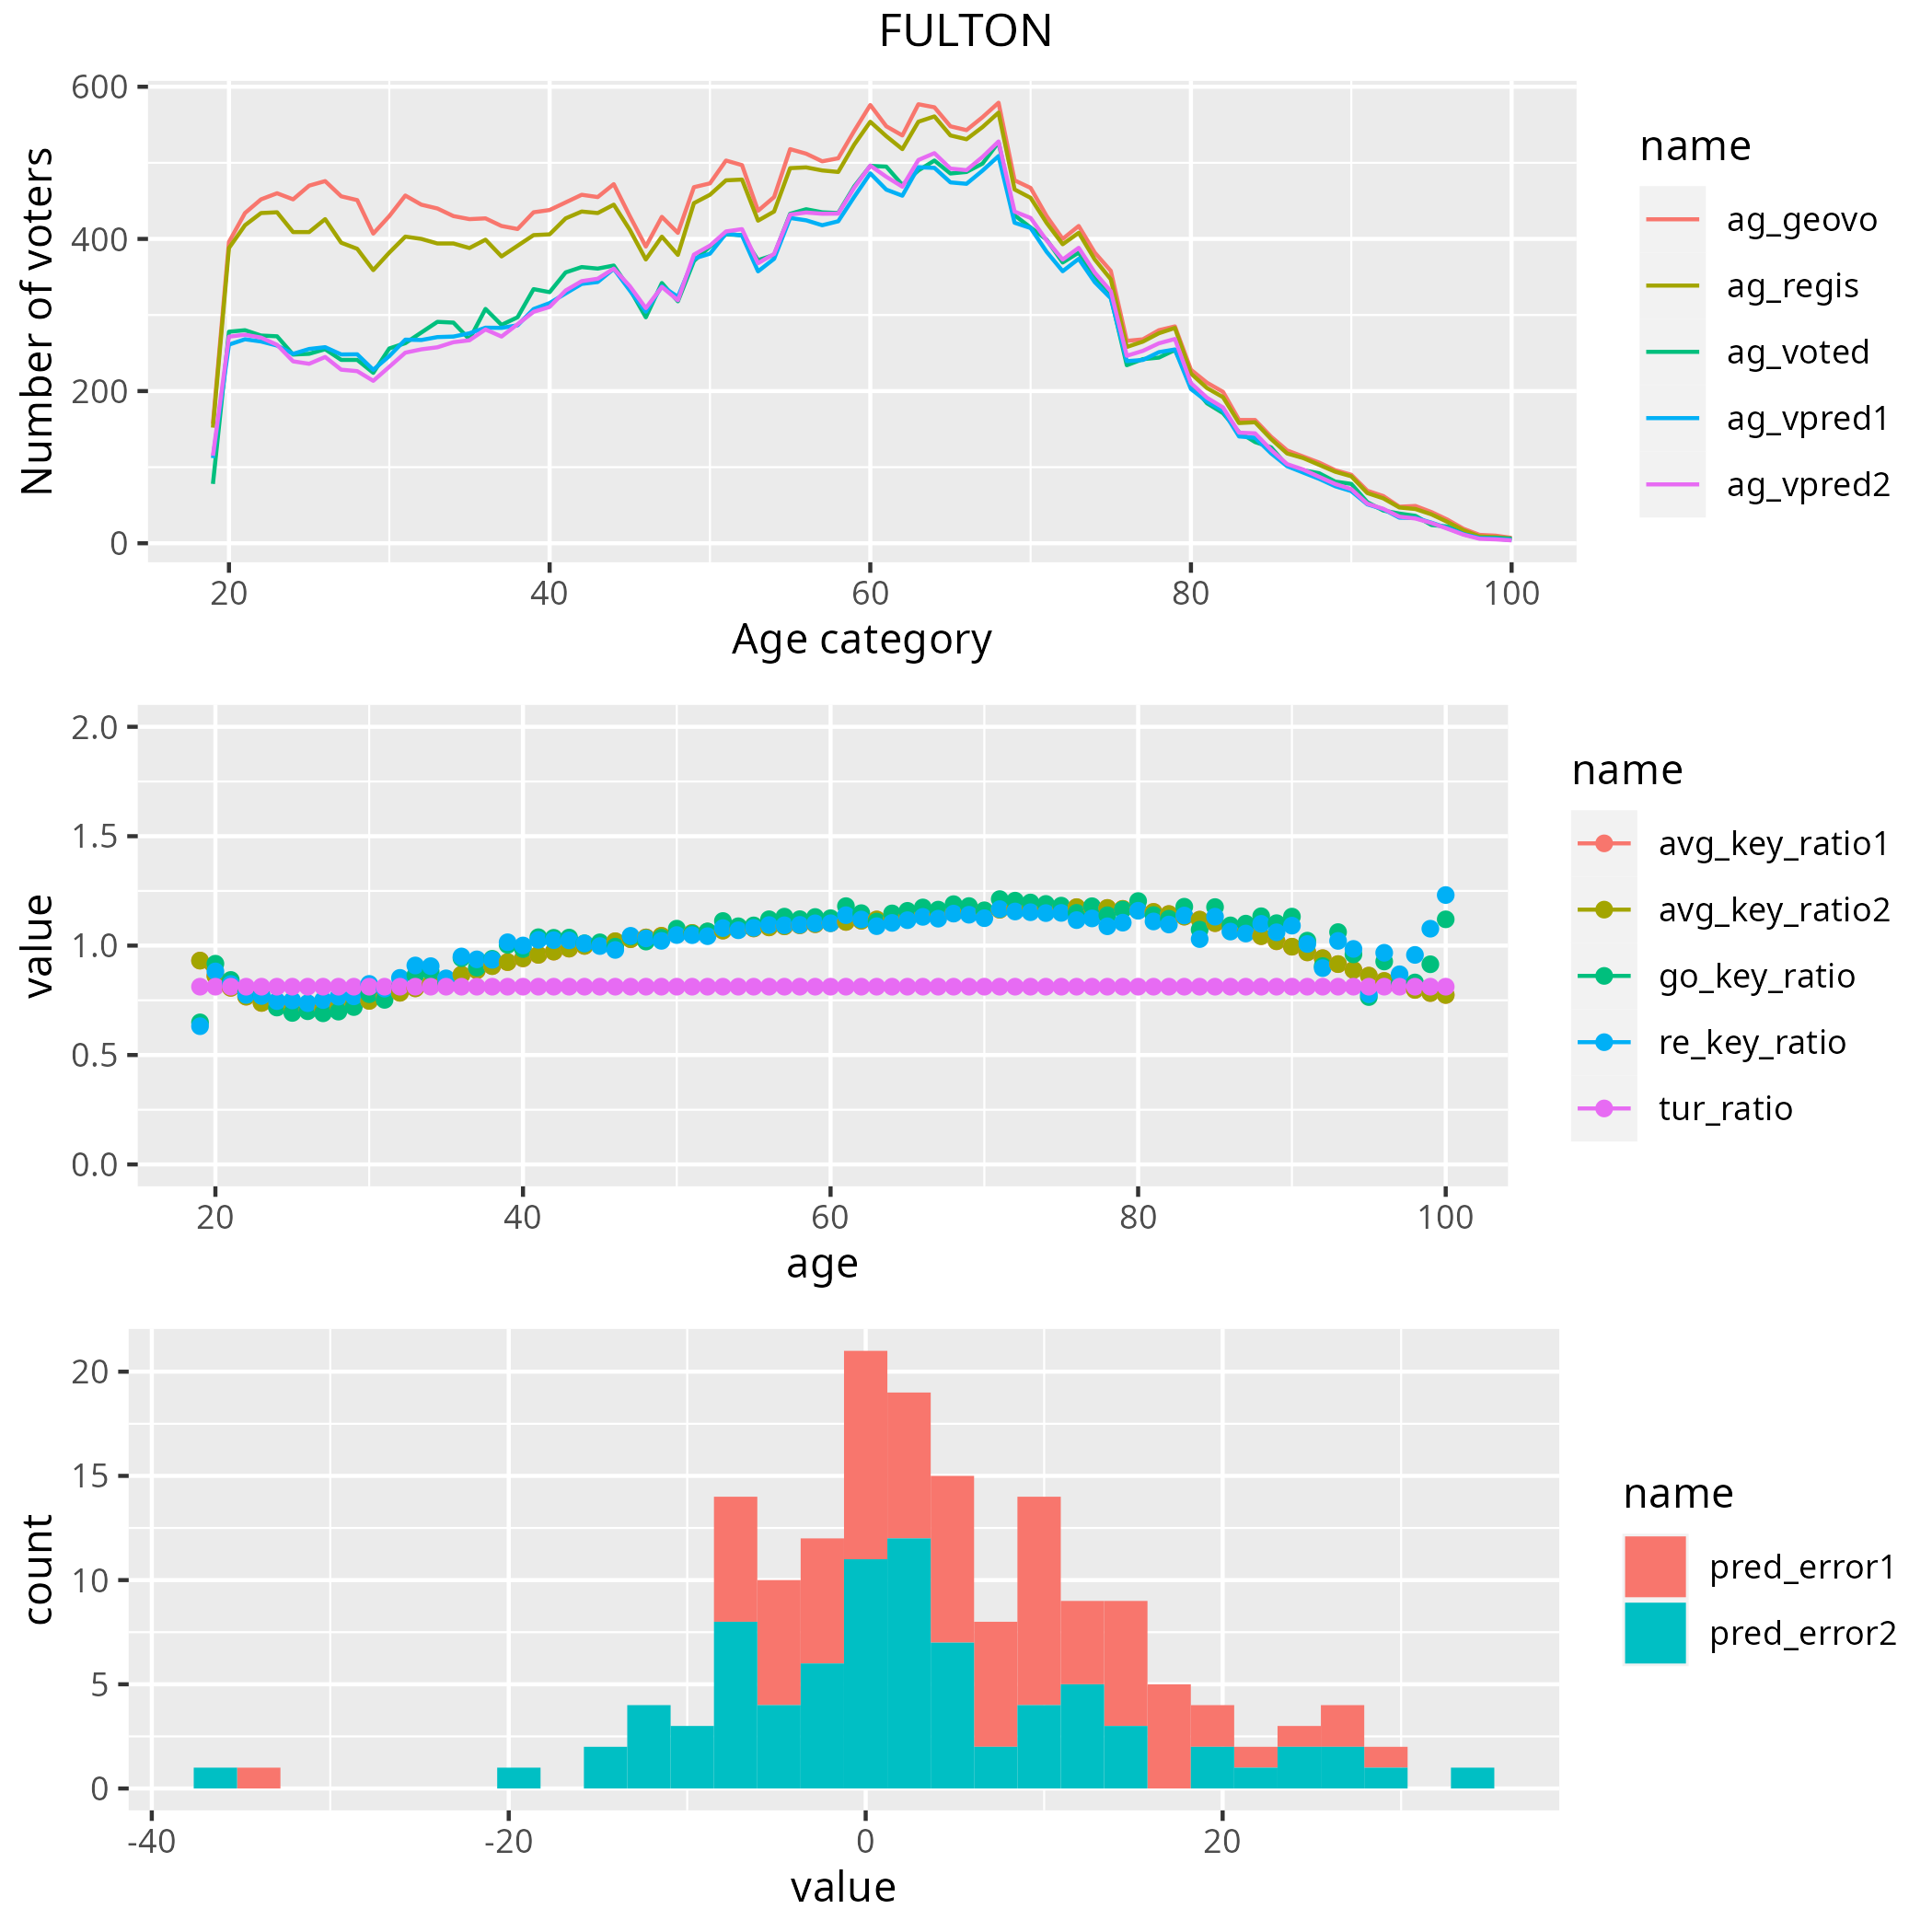 FULTON
600
400
200
0
20 40 60 80 100
Number of voters
Age category
name
ag_geovo
ag_regis
ag_voted
ag_vpred1
ag_vpred2
2.0
1.5
1.0
0.5
0.0
20 40 60 80 100
value
age
name
avg_key_ratio1
avg_key_ratio2
go_key_ratio
re_key_ratio
tur_ratio
20
15
10
5
0
-40 -20 0 20
count
value
name
pred_error1
pred_error2